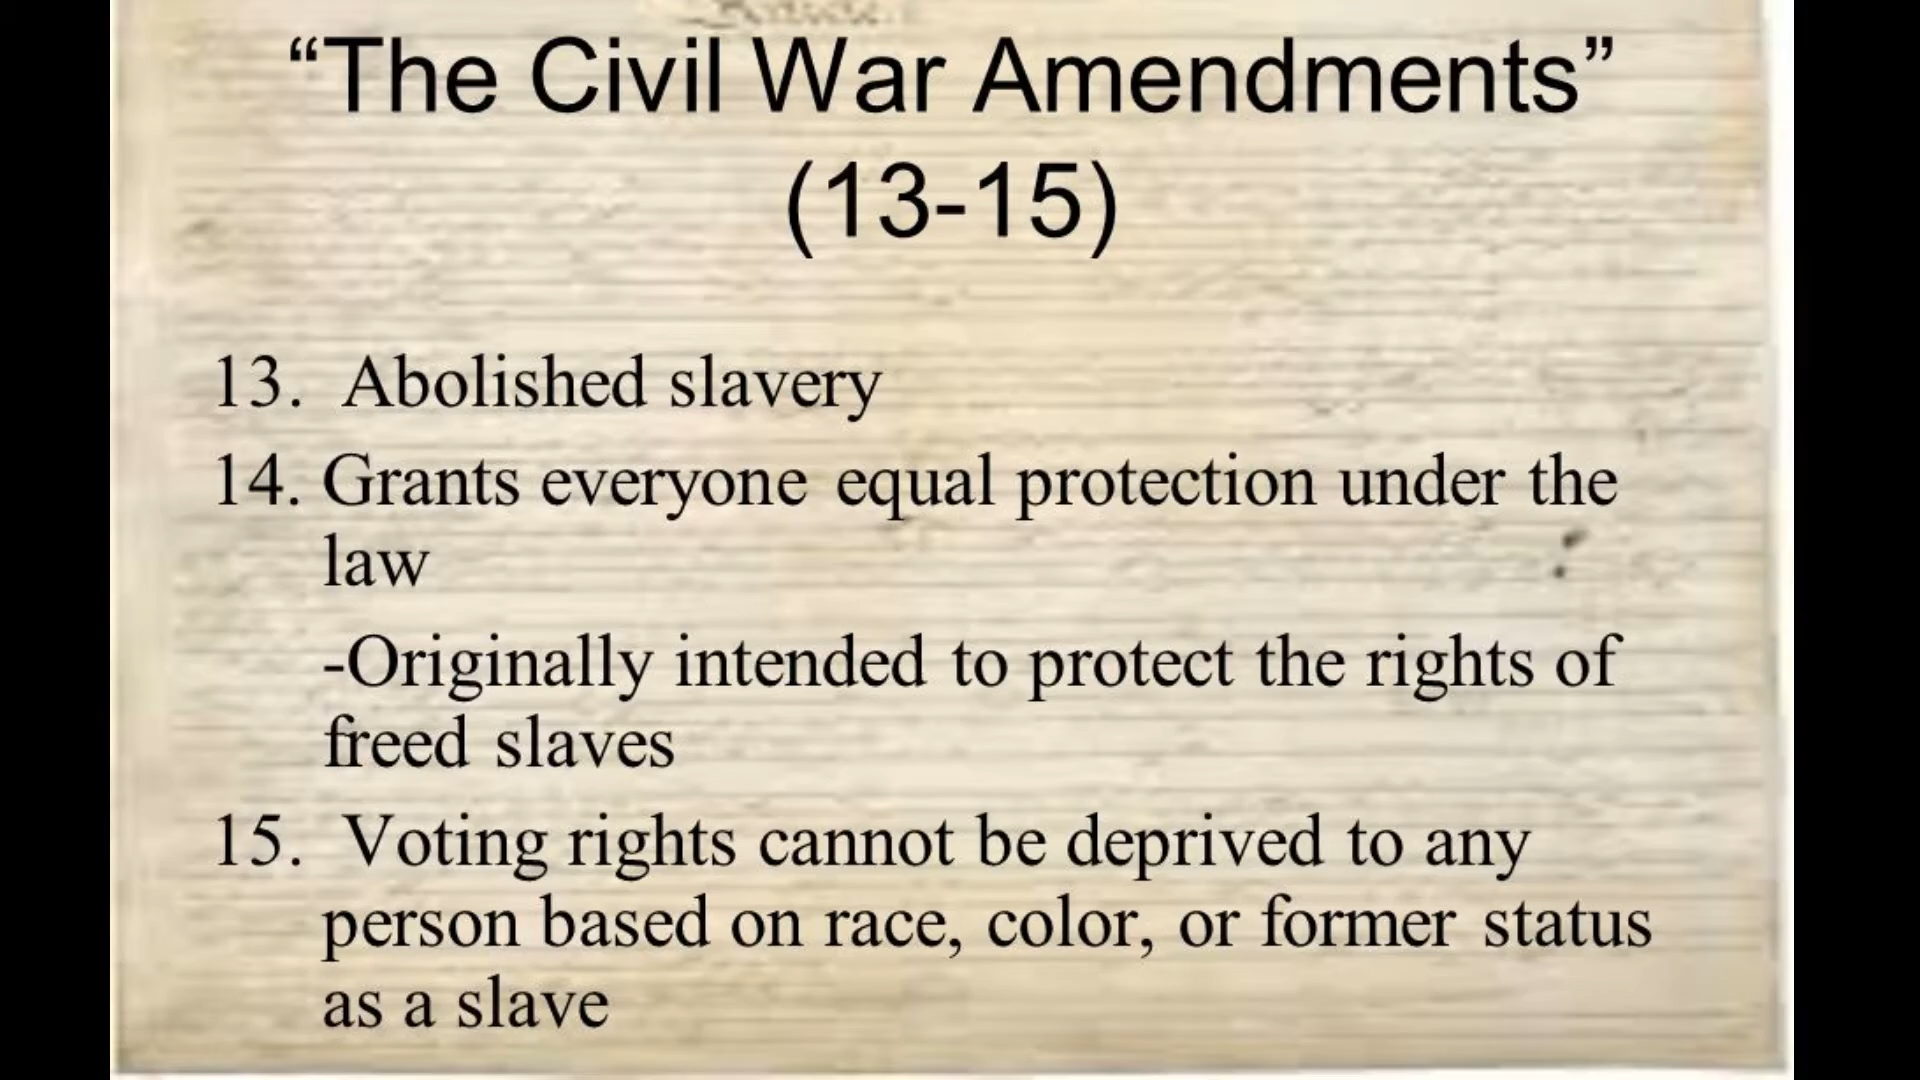 “The Civil War Amendments”
(13-15)
13. Abolished slavery
14. Grants everyone equal protection under the
law
-Originally intended to protect the rights of
freed slaves
15. Voting rights cannot be deprived to any
person based on race, color, or former status
as a slave